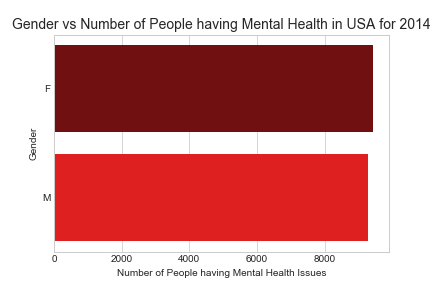 Gender vs Number of People having Mental Health in USA for 2014
F
Gender
M
0 2000 4000 6000 8000
Number of People having Mental Health Issues